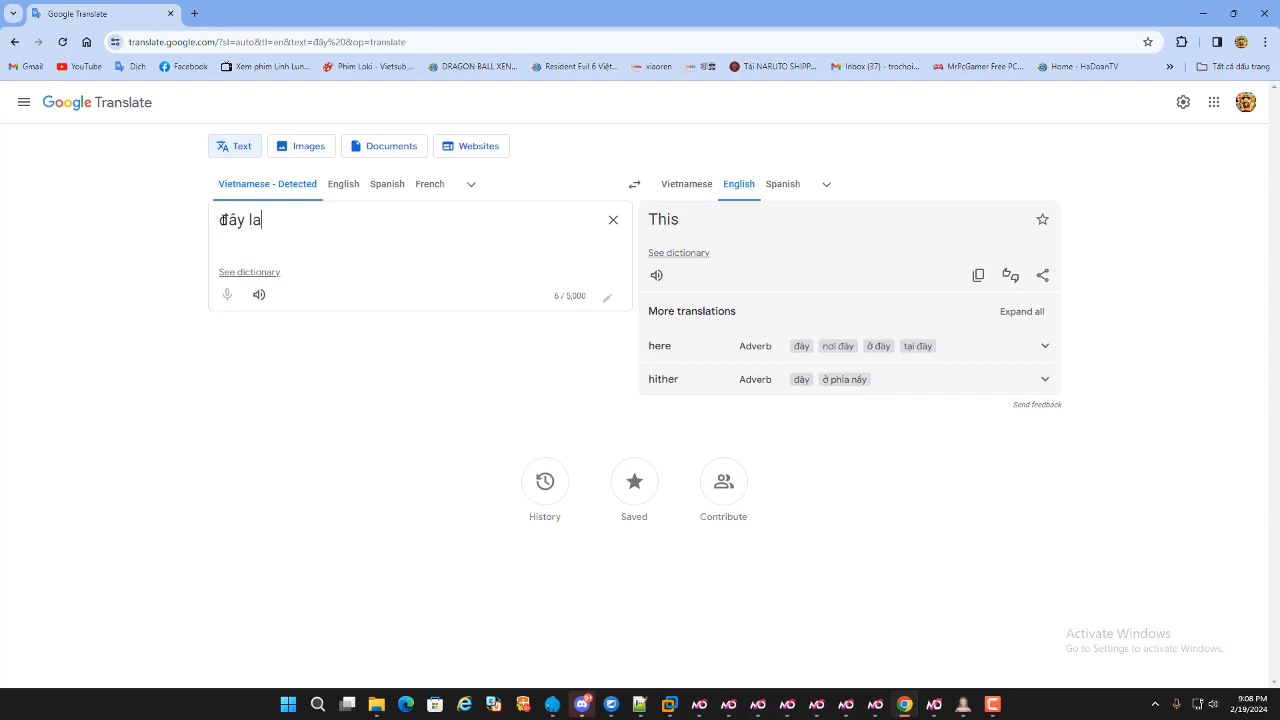 Google Translate
translate.google.com/?sl=auto&tl=en&text=đây%20&op=translate
Gmail YouTube Dịch Facebook Xem phim Linh Lun... Phim Loki - Vietsub,... DRAGON BALL XEN... Resident Evil 6 Việt... xiaoren Tải NARUTO SHIPP... Inbox (37) - trochoi... MrPcGamer Free PC... Home - HaDoanTV » Tất cả dấu trang
Google Translate
Text Images Documents Websites
Vietnamese - Detected English Spanish French Vietnamese English Spanish
đây la
This
See dictionary
See dictionary
6 / 5,000
More translations Expand all
here Adverb đây nơi đây ở đây tại đây
hither Adverb đây ở phía nầy
Send feedback
History Saved Contribute
Activate Windows
Go to Settings to activate Windows.
9:08 PM
2/19/2024